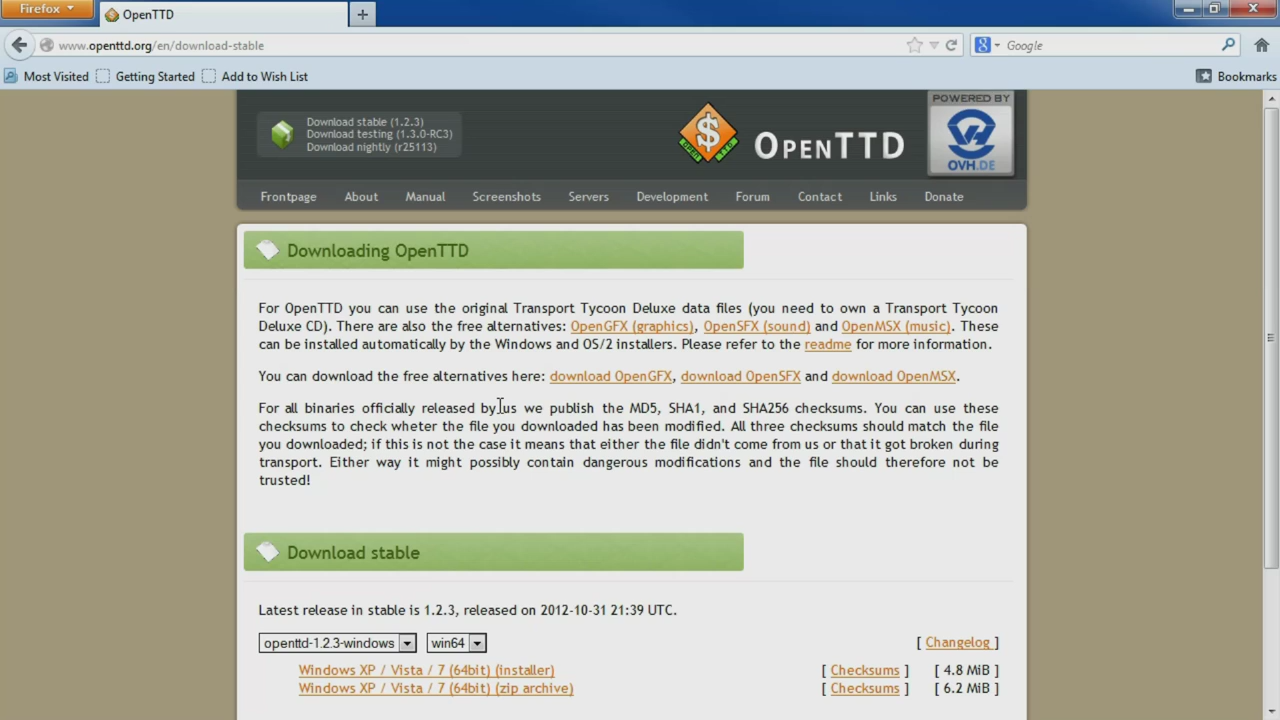 Firefox
OpenTTD
www.openttd.org/en/download-stable
Google
Most Visited
Getting Started
Add to Wish List
Bookmarks
Download stable (1.2.3)
Download testing (1.3.0-RC3)
Download nightly (r25113)
OPENTTD
POWERED BY
OVH.DE
Frontpage
About
Manual
Screenshots
Servers
Development
Forum
Contact
Links
Donate
Downloading OpenTTD
For OpenTTD you can use the original Transport Tycoon Deluxe data files (you need to own a Transport Tycoon
Deluxe CD). There are also the free alternatives: OpenGFX (graphics), OpenSFX (sound) and OpenMSX (music). These
can be installed automatically by the Windows and OS/2 installers. Please refer to the readme for more information.
You can download the free alternatives here: download OpenGFX, download OpenSFX and download OpenMSX.
For all binaries officially released by us we publish the MD5, SHA1, and SHA256 checksums. You can use these
checksums to check wheter the file you downloaded has been modified. All three checksums should match the file
you downloaded; if this is not the case it means that either the file didn't come from us or that it got broken during
transport. Either way it might possibly contain dangerous modifications and the file should therefore not be
trusted!
Download stable
Latest release in stable is 1.2.3, released on 2012-10-31 21:39 UTC.
openttd-1.2.3-windows
win64
[ Changelog ]
Windows XP / Vista / 7 (64bit) (installer) [ Checksums ] [ 4.8 MiB ]
Windows XP / Vista / 7 (64bit) (zip archive) [ Checksums ] [ 6.2 MiB ]